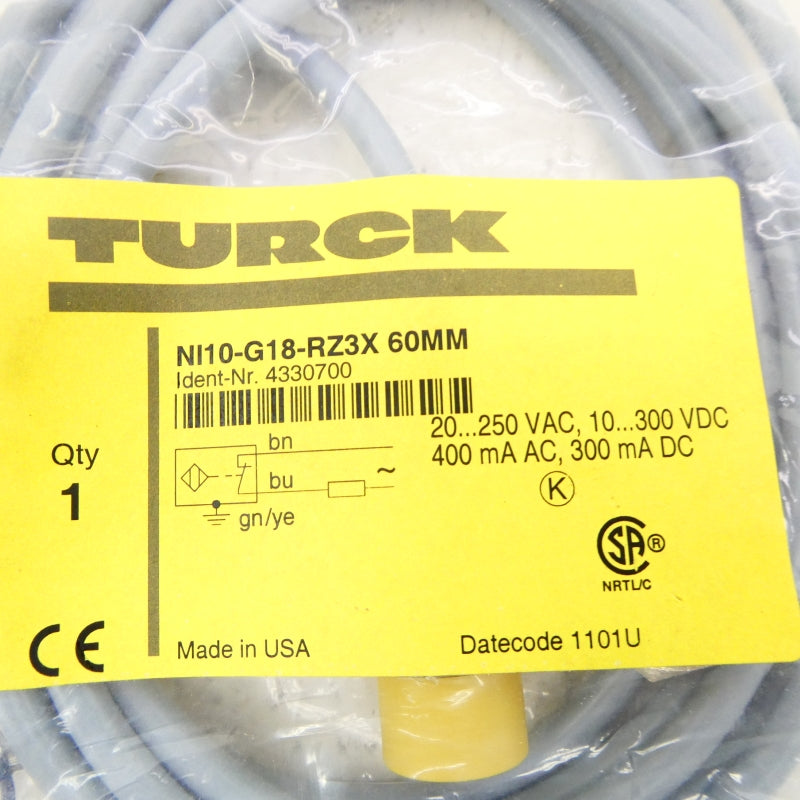 TURCK
NI10-G18-RZ3X 60MM
Ident-Nr. 4330700
20...250 VAC, 10...300 VDC
400 mA AC, 300 mA DC
bn
bu
~
gn/ye
Qty
1
K
SA®
NRTL/C
CE
Made in USA
Datecode 1101U